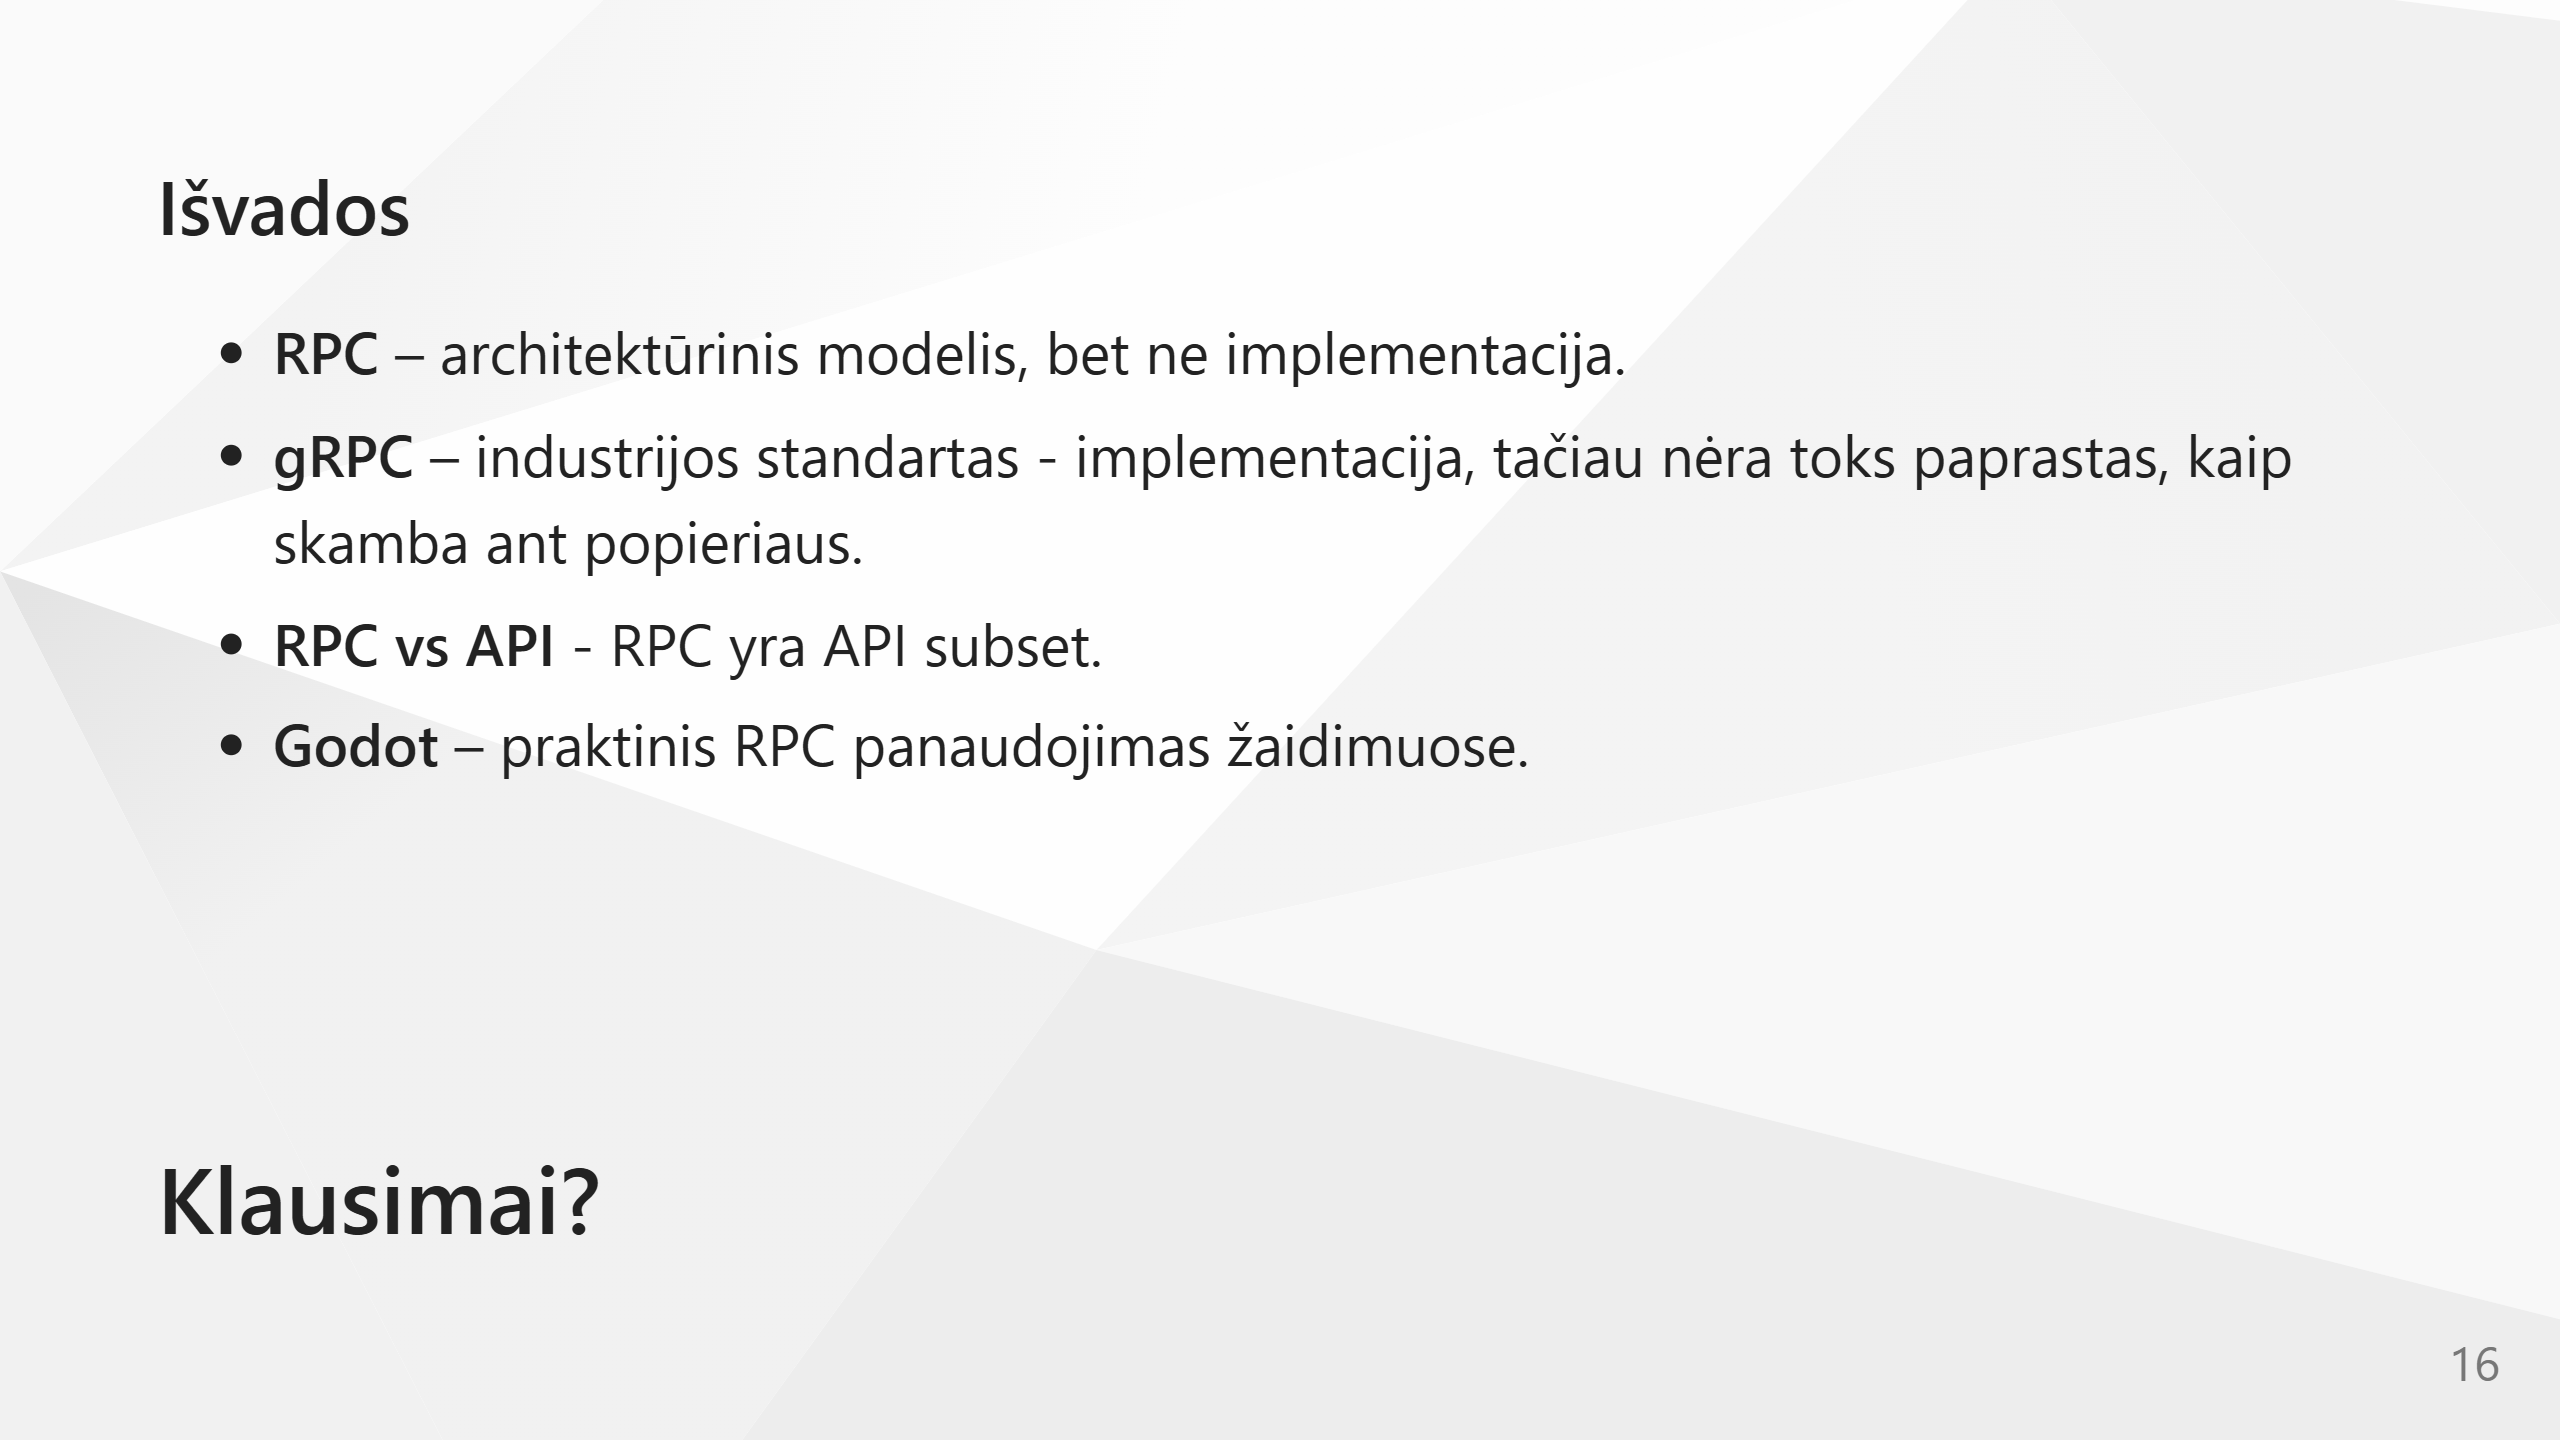 Išvados
• RPC – architektūrinis modelis, bet ne implementacija.
• gRPC – industrijos standartas - implementacija, tačiau nėra toks paprastas, kaip
skamba ant popieriaus.
• RPC vs API - RPC yra API subset.
• Godot – praktinis RPC panaudojimas žaidimuose.
Klausimai?
16